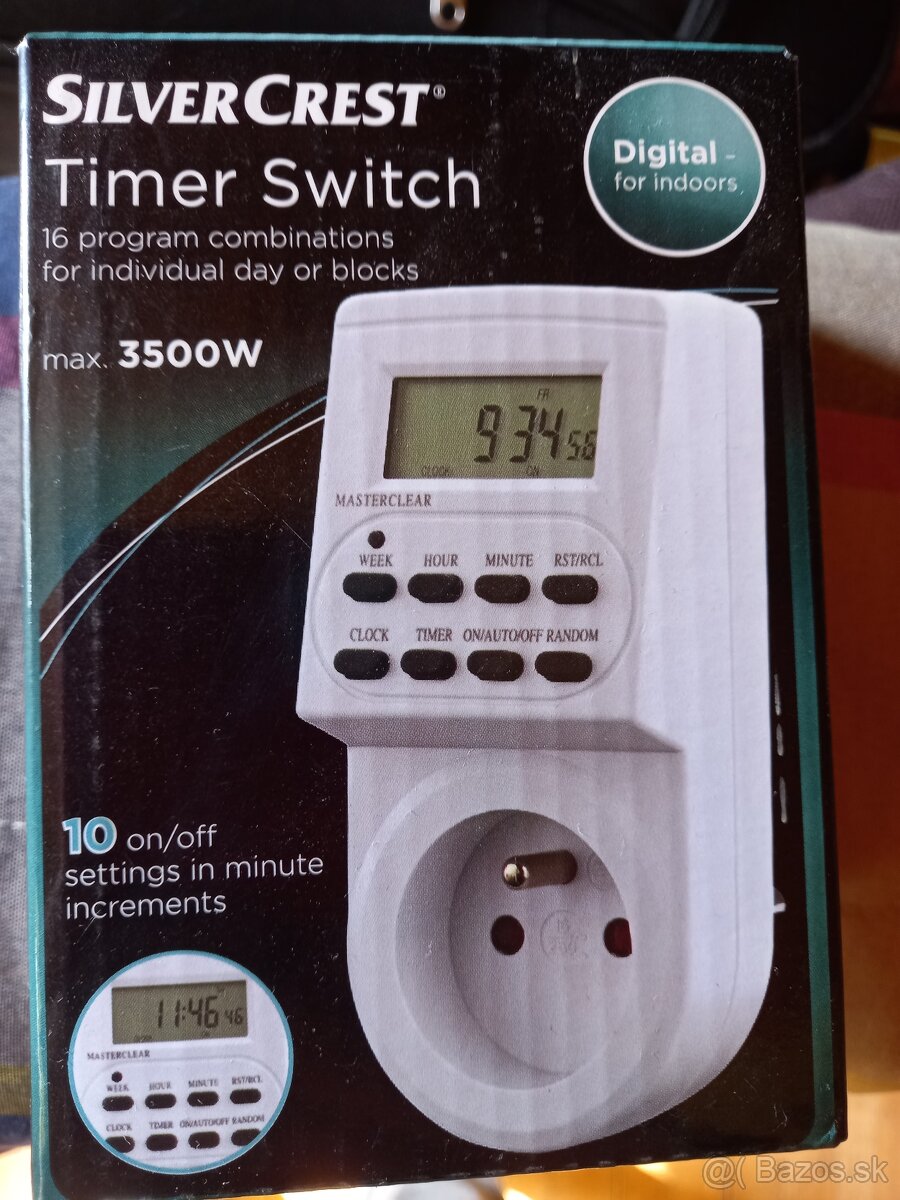 SILVERCREST®
Timer Switch
16 program combinations
for individual day or blocks
max. 3500W
Digital -
for indoors
FR
9 34 56
CLOCK ON
MASTERCLEAR
WEEK HOUR MINUTE RST/RCL
CLOCK TIMER ON/AUTO/OFF RANDOM
10 on/off
settings in minute
increments
11:46 46
MASTERCLEAR
WEEK HOUR MINUTE RST/RCL
CLOCK TIMER ON/AUTO/OFF RANDOM
@( Bazos.sk